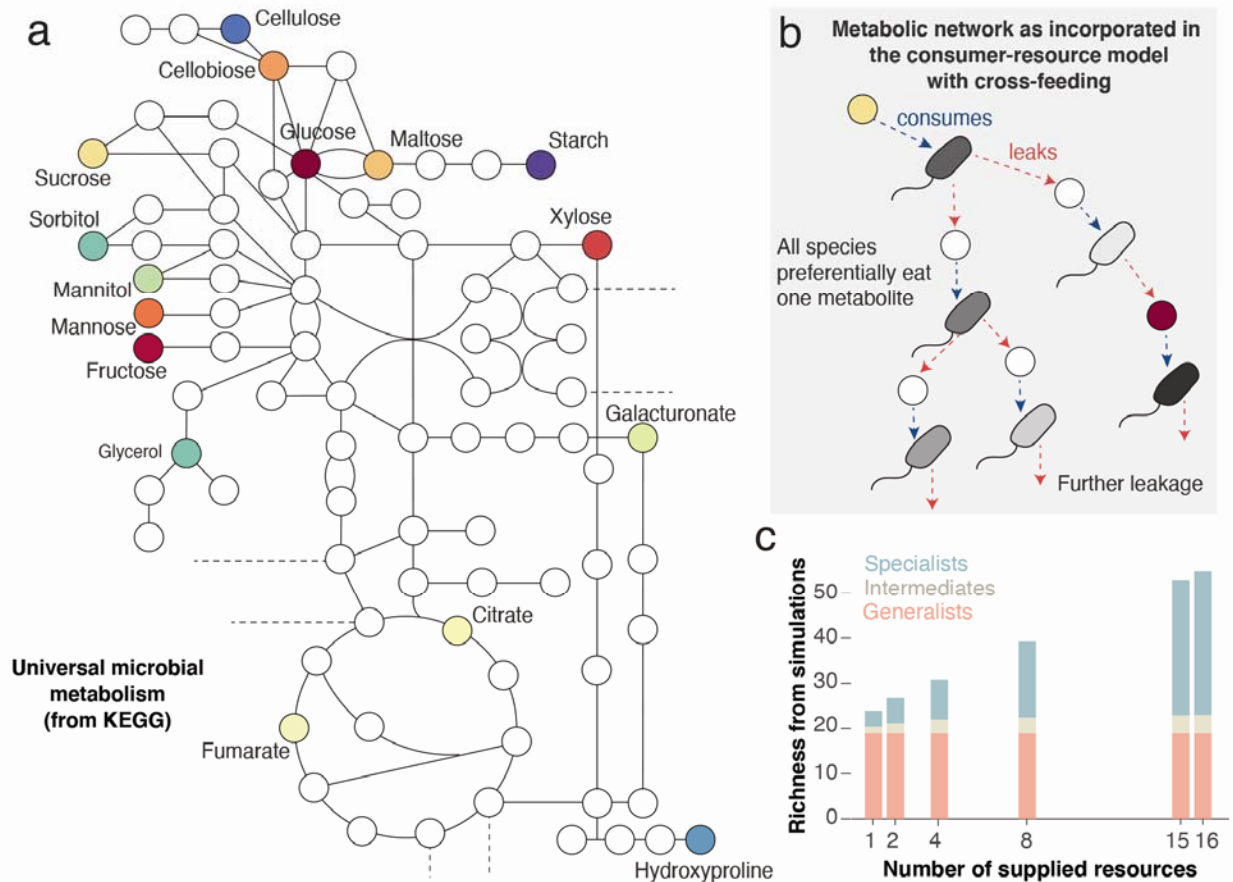 a
Cellulose
Cellobiose
Glucose
Maltose
Starch
Sucrose
Sorbitol
Xylose
Mannitol
Mannose
Fructose
Galacturonate
Glycerol
Citrate
Universal microbial
metabolism
(from KEGG)
Fumarate
Hydroxyproline
b
Metabolic network as incorporated in
the consumer-resource model
with cross-feeding
consumes
leaks
All species
preferentially eat
one metabolite
Further leakage
c
Specialists
Intermediates
Generalists
Richness from simulations
50
40
30
20
10
0
1 2 4 8 15 16
Number of supplied resources